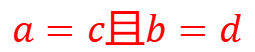 a = c且b = d